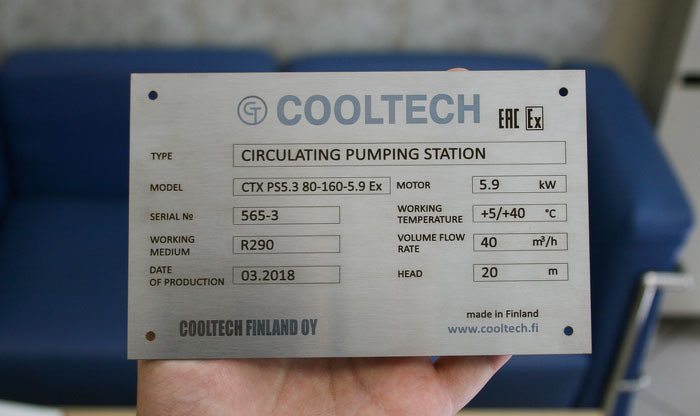 CT COOLTECH EAC Ex
TYPE CIRCULATING PUMPING STATION
MODEL CTX PS5.3 80-160-5.9 Ex MOTOR 5.9 kW
SERIAL № 565-3 WORKING TEMPERATURE +5/+40 °C
WORKING MEDIUM R290 VOLUME FLOW RATE 40 m³/h
DATE OF PRODUCTION 03.2018 HEAD 20 m
made in Finland
COOLTECH FINLAND OY www.cooltech.fi